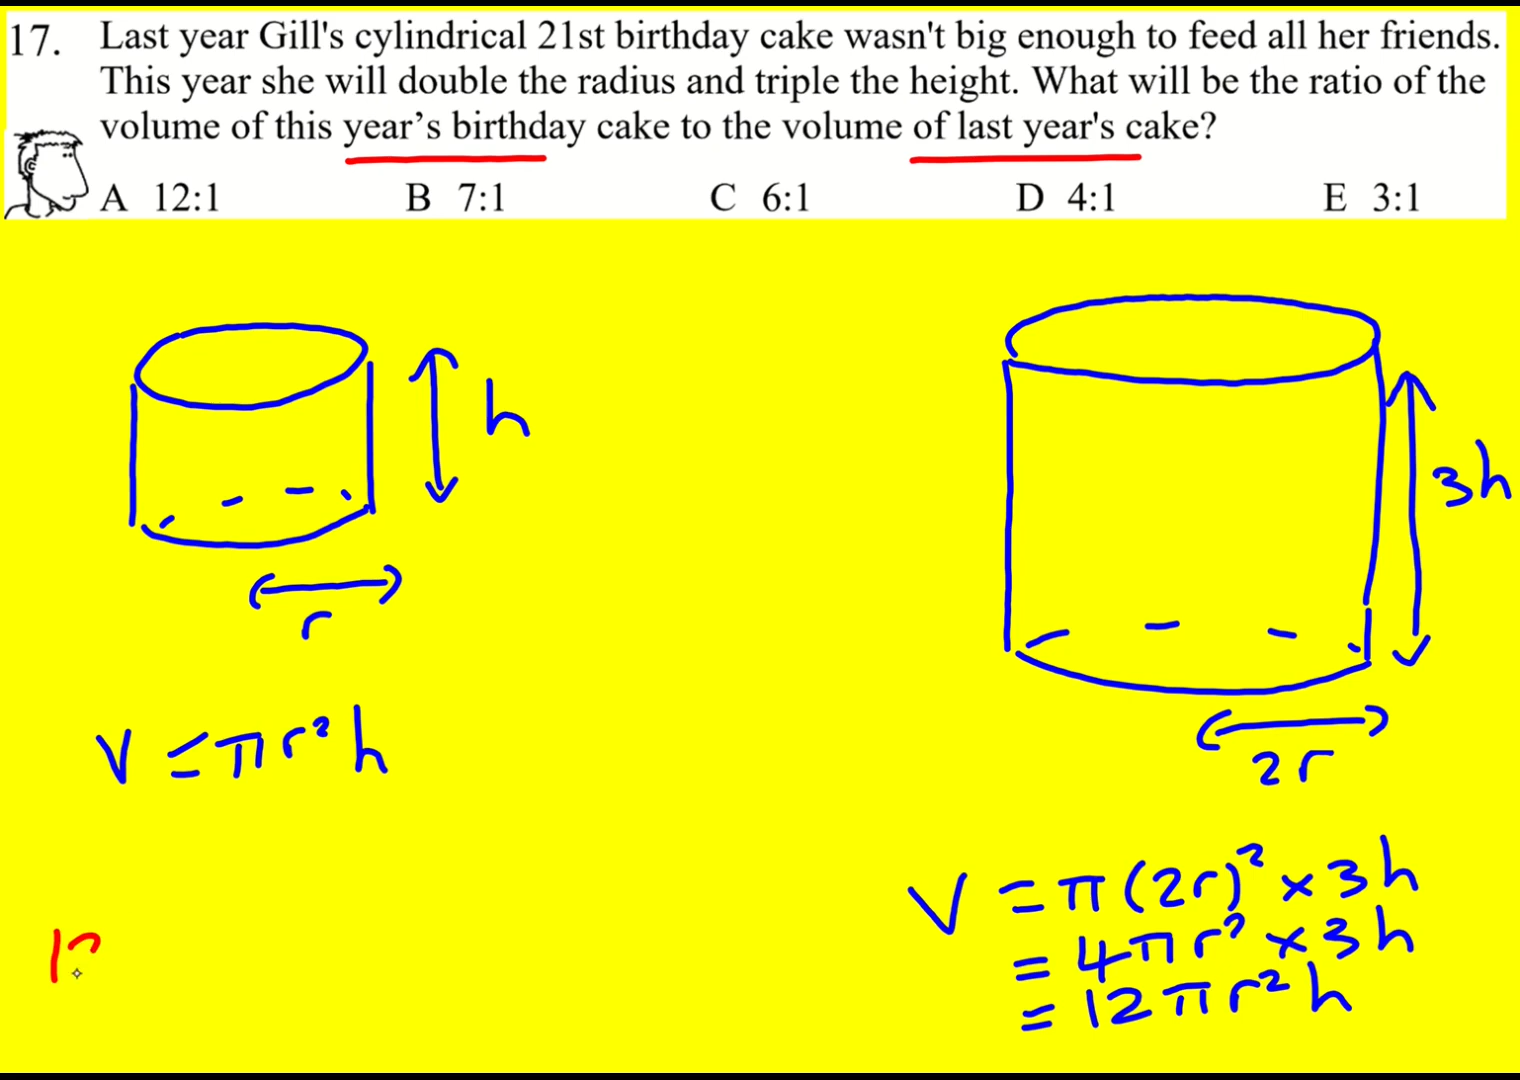 17. Last year Gill's cylindrical 21st birthday cake wasn't big enough to feed all her friends.
This year she will double the radius and triple the height. What will be the ratio of the
volume of this year’s birthday cake to the volume of last year's cake?
A 12:1 B 7:1 C 6:1 D 4:1 E 3:1
h
3h
r
V = πr²h
2r
V = π(2r)² × 3h
= 4πr² × 3h
= 12πr²h